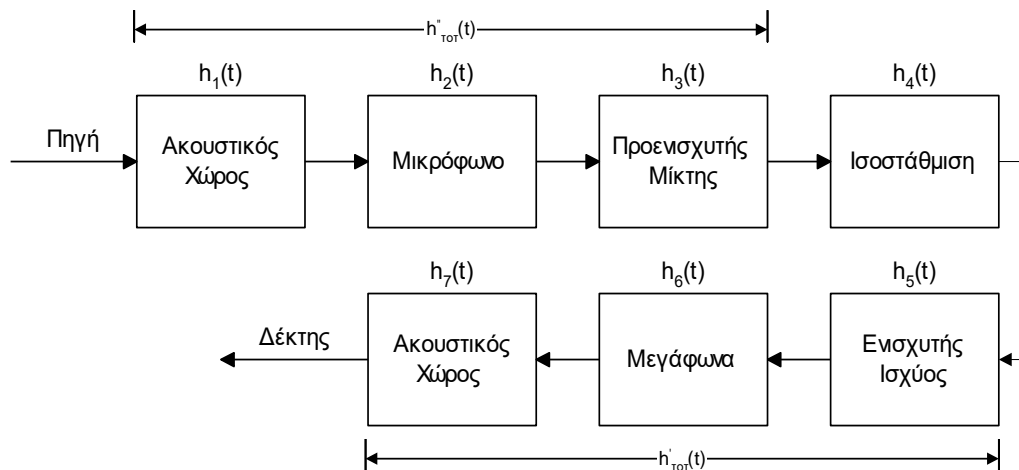 h"τοτ(t)
h1(t)
h2(t)
h3(t)
h4(t)
Πηγή
Ακουστικός
Χώρος
Μικρόφωνο
Προενισχυτής
Μίκτης
Ισοστάθμιση
h7(t)
h6(t)
h5(t)
Δέκτης
Ακουστικός
Χώρος
Μεγάφωνα
Ενισχυτής
Ισχύος
h'τοτ(t)